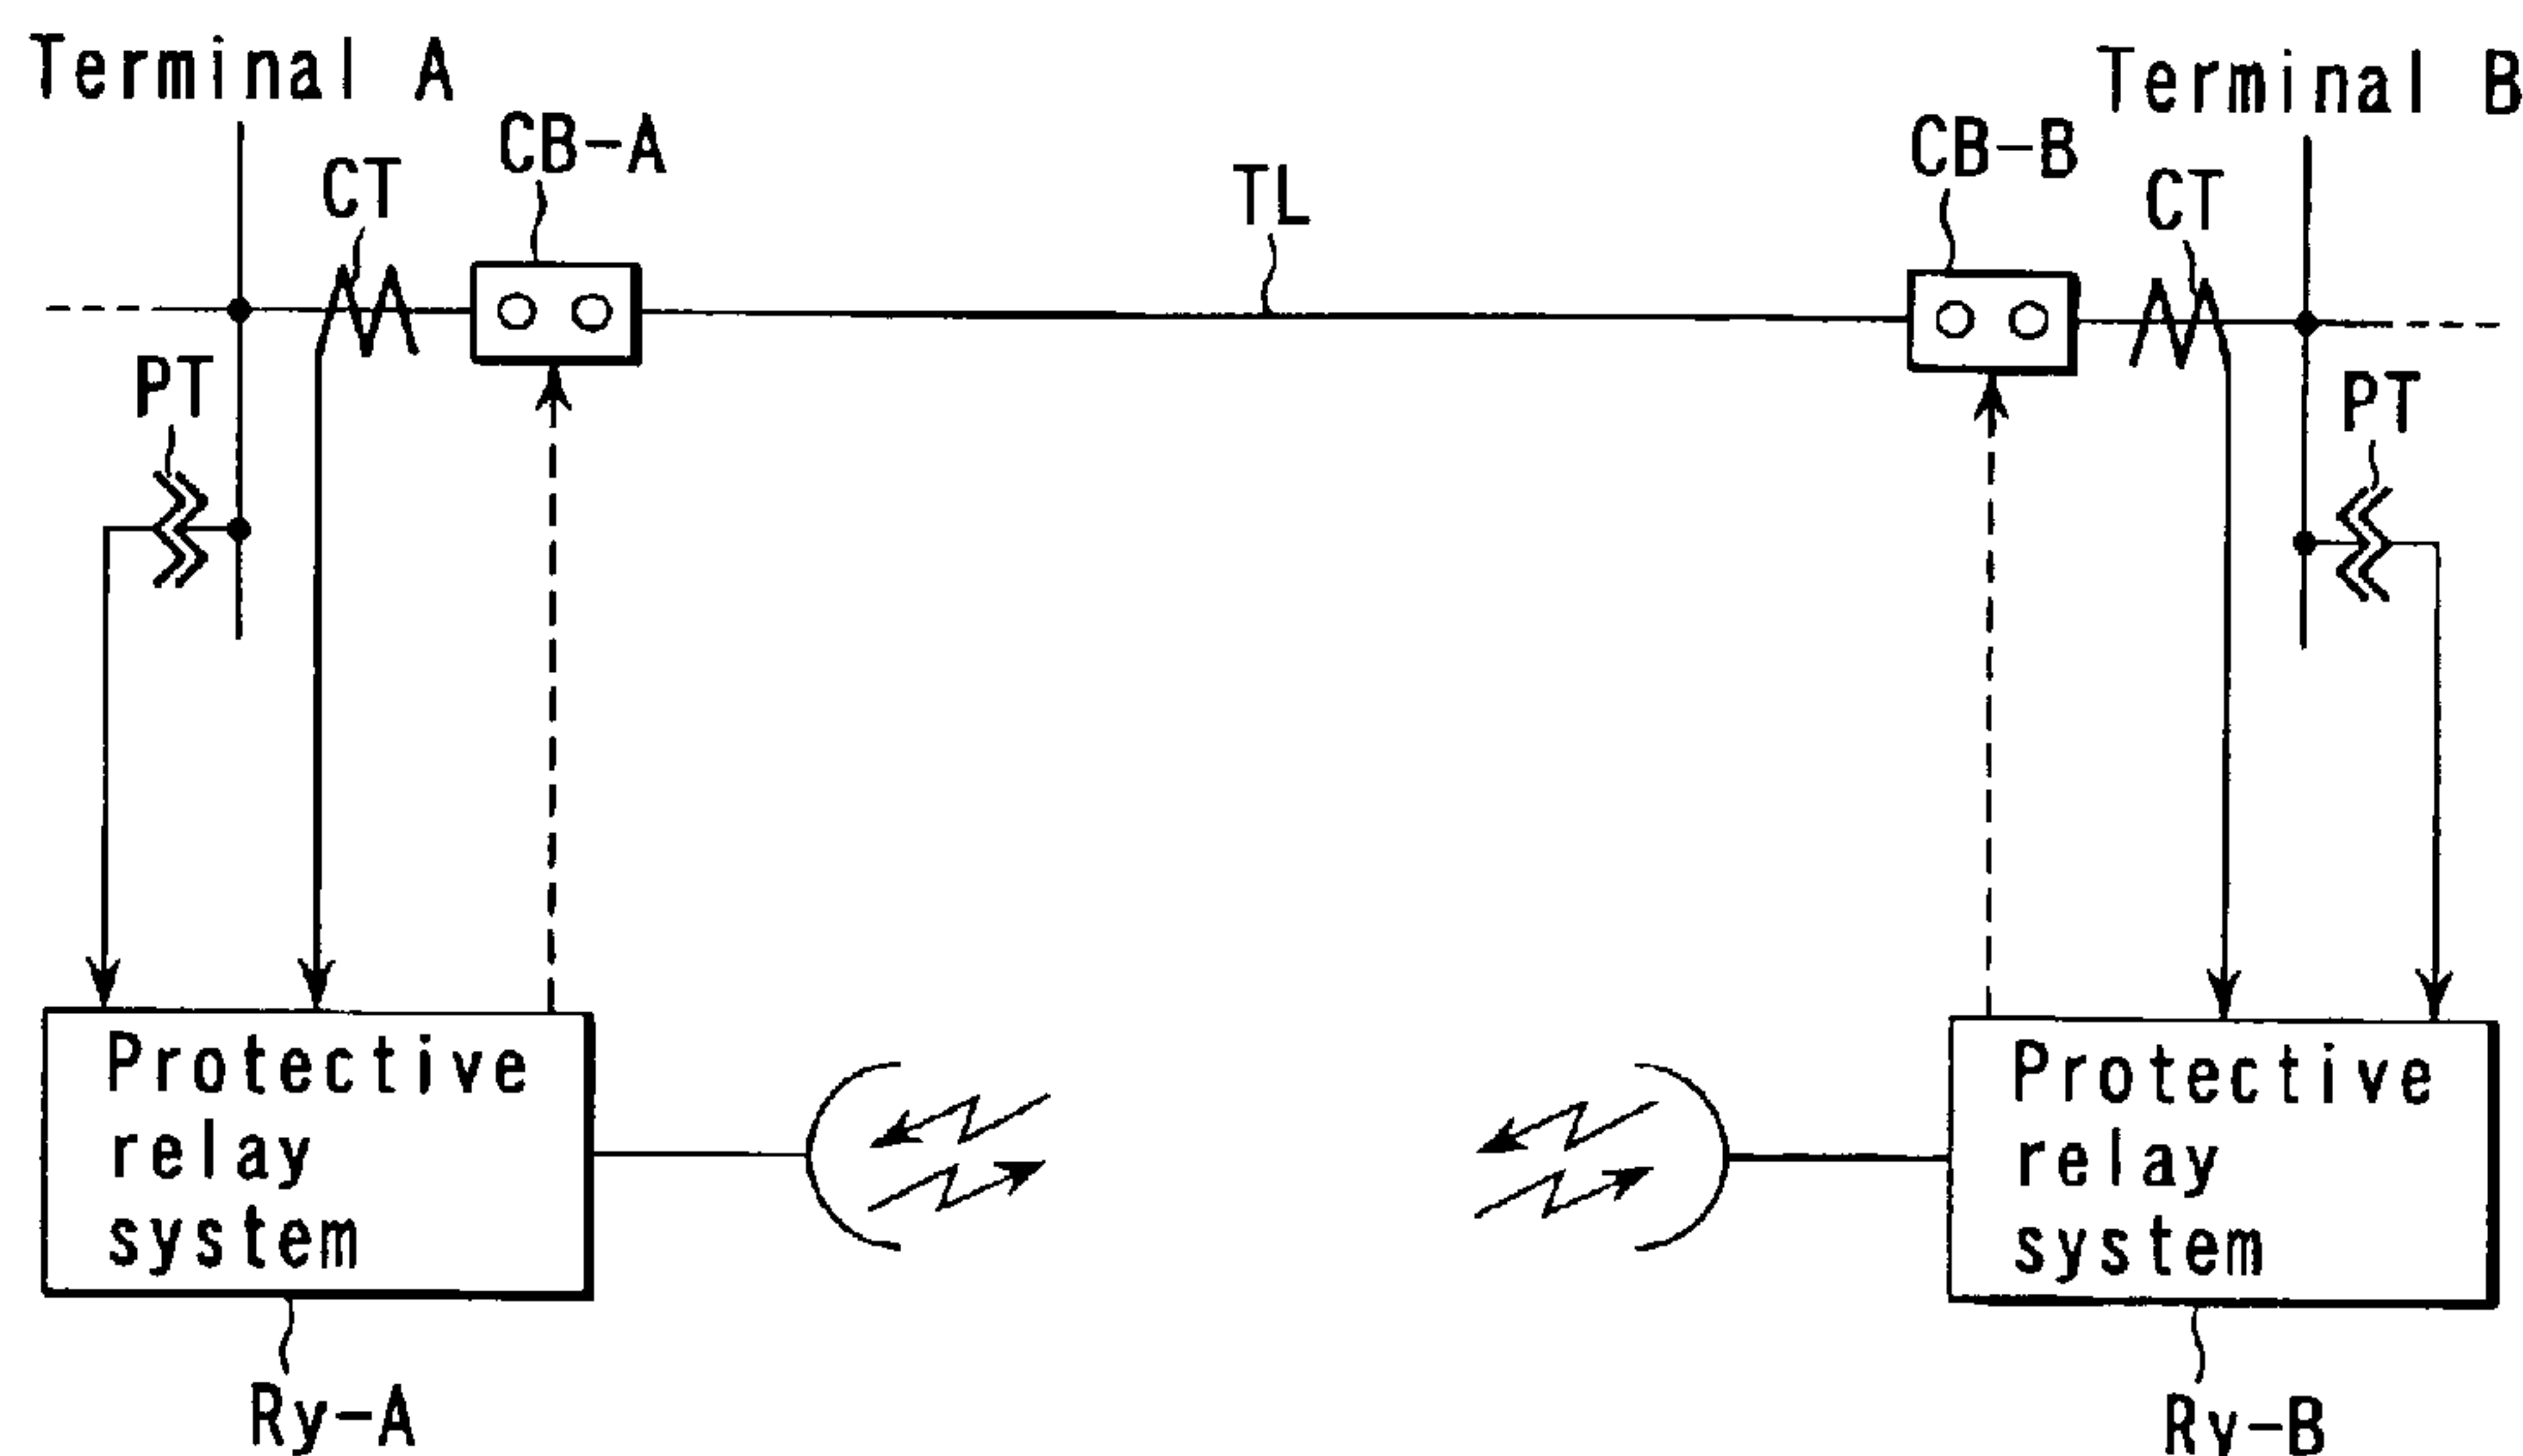 Terminal A
Terminal B
CB-A
CB-B
CT
TL
CT
PT
PT
Protective
relay
system
Protective
relay
system
Ry-A
Ry-B